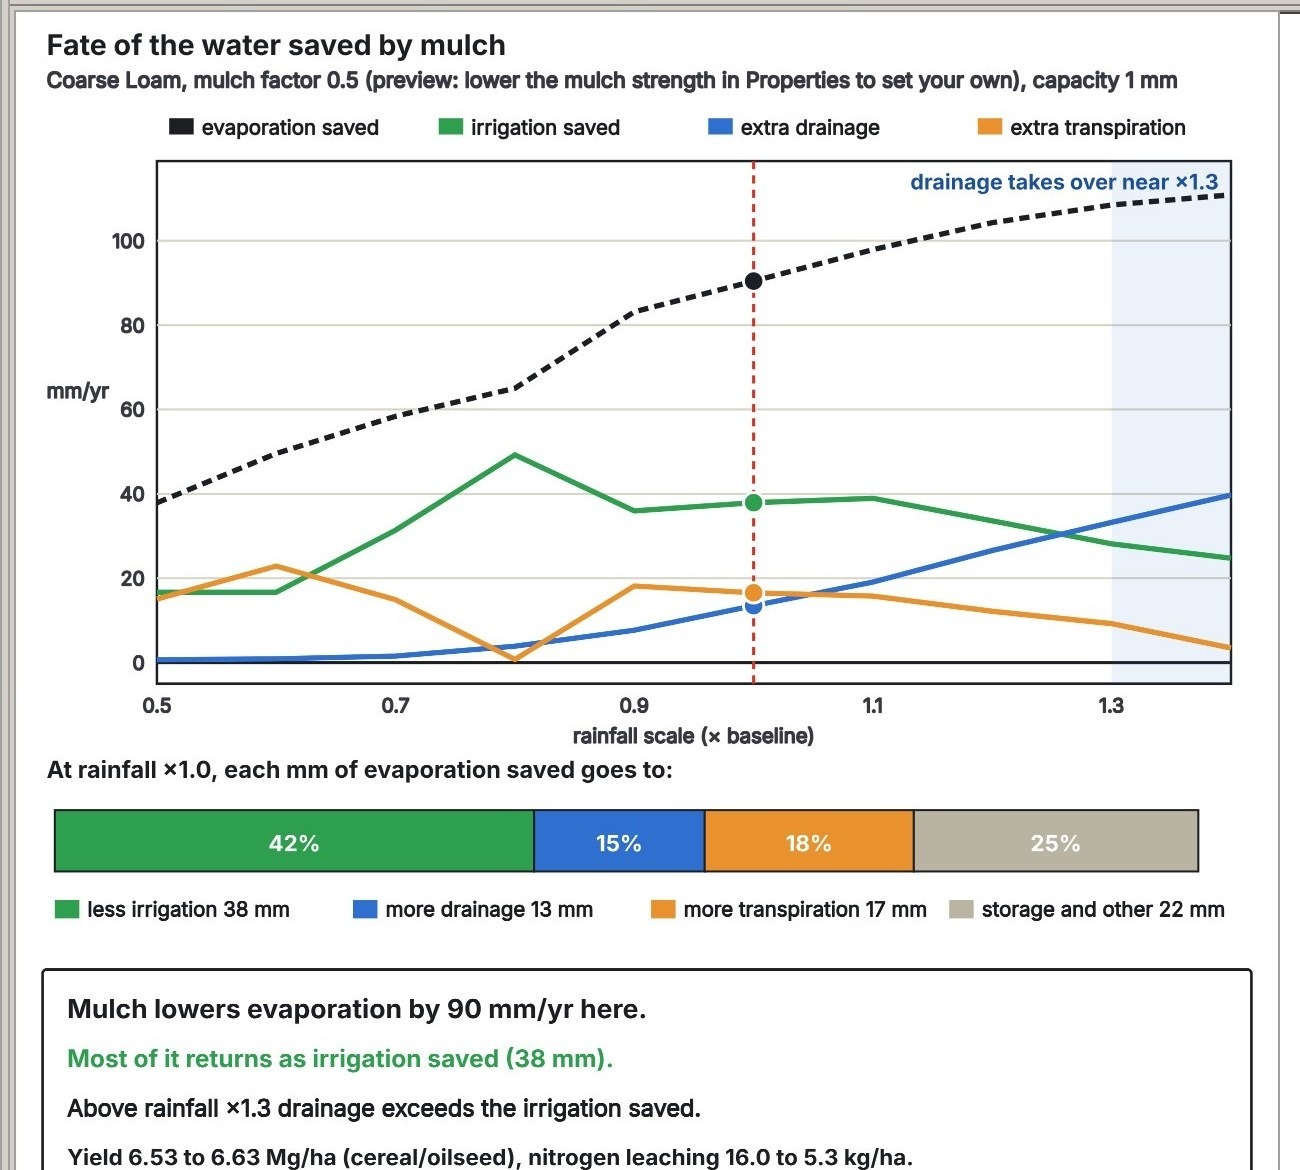 Fate of the water saved by mulch
Coarse Loam, mulch factor 0.5 (preview: lower the mulch strength in Properties to set your own), capacity 1 mm
evaporation saved irrigation saved extra drainage extra transpiration
drainage takes over near ×1.3
100
80
mm/yr
60
40
20
0
0.5 0.7 0.9 1.1 1.3
rainfall scale (× baseline)
At rainfall ×1.0, each mm of evaporation saved goes to:
42% 15% 18% 25%
less irrigation 38 mm more drainage 13 mm more transpiration 17 mm storage and other 22 mm
Mulch lowers evaporation by 90 mm/yr here.
Most of it returns as irrigation saved (38 mm).
Above rainfall ×1.3 drainage exceeds the irrigation saved.
Yield 6.53 to 6.63 Mg/ha (cereal/oilseed), nitrogen leaching 16.0 to 5.3 kg/ha.